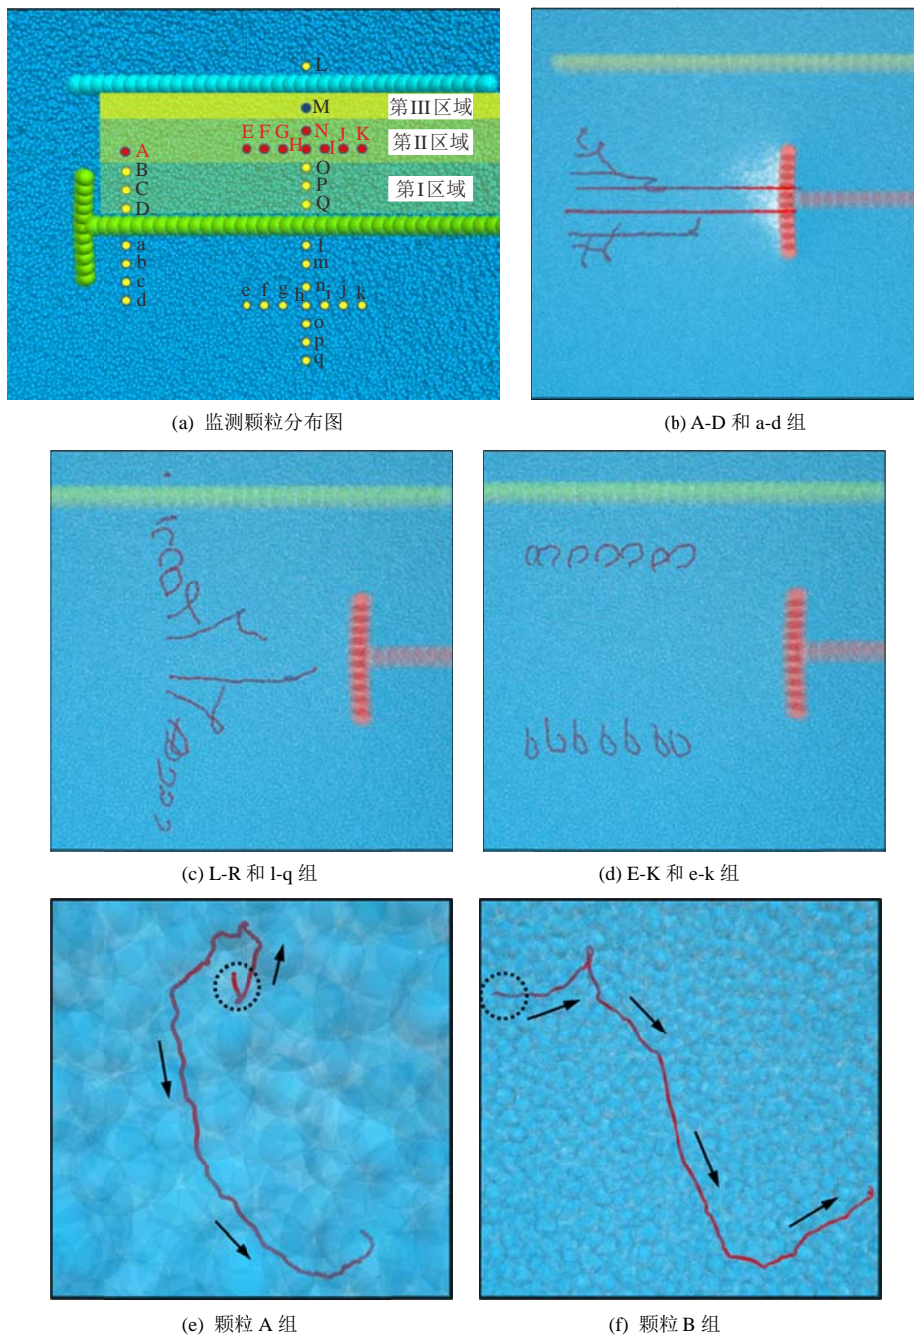 L
M 第III区域
E F G N J K 第II区域
A H I
B O
C P 第I区域
D Q
a l
b m
c n
e f g h i j k
d o
p
q
(a) 监测颗粒分布图
(b) A-D 和 a-d 组
(c) L-R 和 l-q 组
(d) E-K 和 e-k 组
(e) 颗粒 A 组
(f) 颗粒 B 组